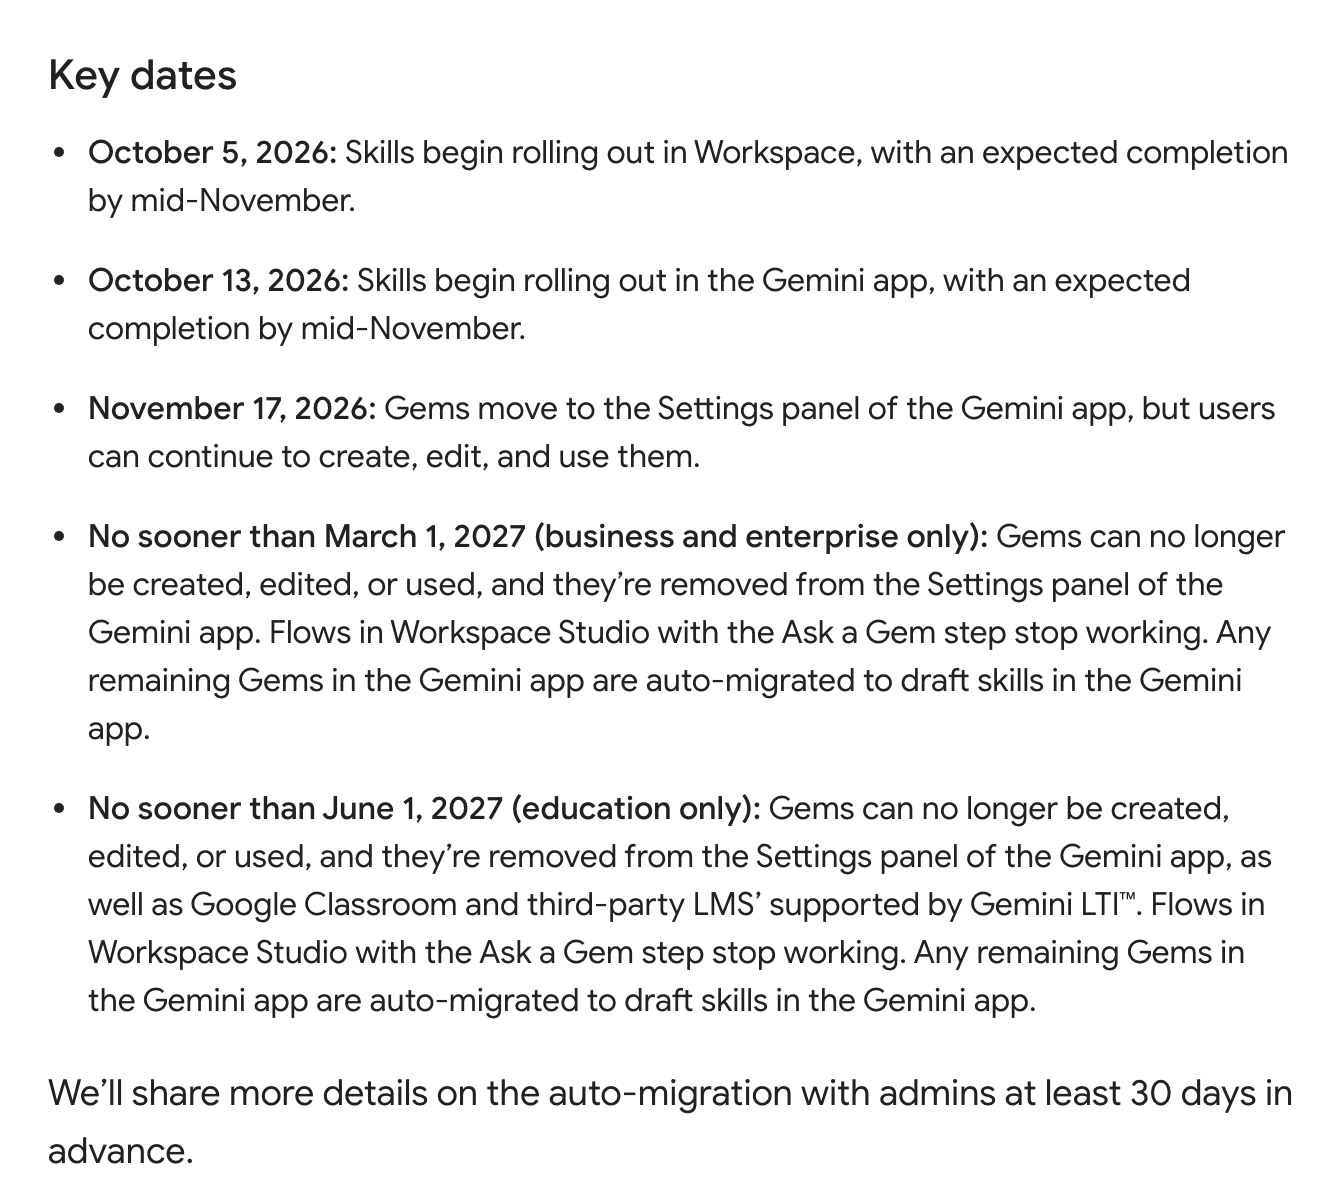 Key dates
• October 5, 2026: Skills begin rolling out in Workspace, with an expected completion
by mid-November.
• October 13, 2026: Skills begin rolling out in the Gemini app, with an expected
completion by mid-November.
• November 17, 2026: Gems move to the Settings panel of the Gemini app, but users
can continue to create, edit, and use them.
• No sooner than March 1, 2027 (business and enterprise only): Gems can no longer
be created, edited, or used, and they’re removed from the Settings panel of the
Gemini app. Flows in Workspace Studio with the Ask a Gem step stop working. Any
remaining Gems in the Gemini app are auto-migrated to draft skills in the Gemini
app.
• No sooner than June 1, 2027 (education only): Gems can no longer be created,
edited, or used, and they’re removed from the Settings panel of the Gemini app, as
well as Google Classroom and third-party LMS’ supported by Gemini LTI™. Flows in
Workspace Studio with the Ask a Gem step stop working. Any remaining Gems in
the Gemini app are auto-migrated to draft skills in the Gemini app.
We’ll share more details on the auto-migration with admins at least 30 days in
advance.